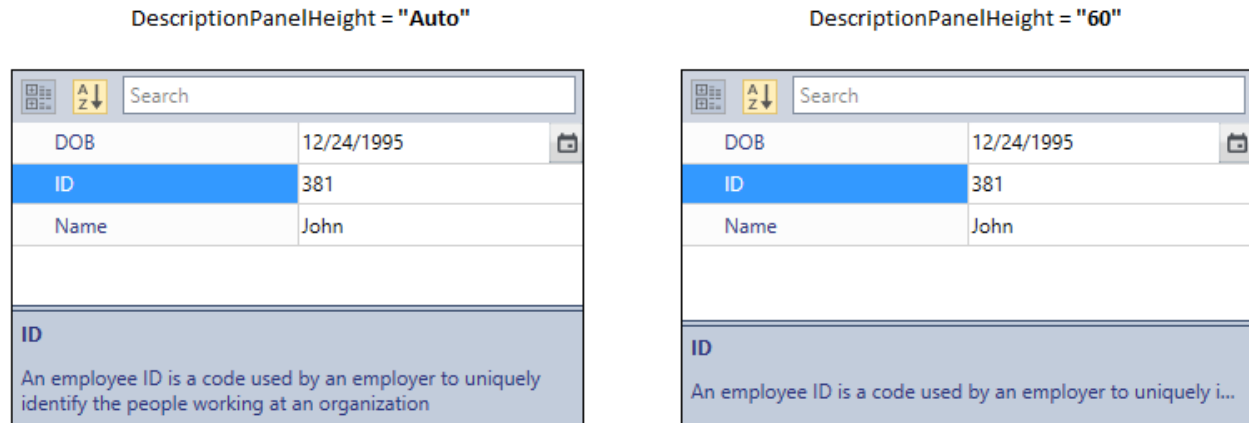 DescriptionPanelHeight = "Auto"
A
Z
Search
DOB 12/24/1995
ID 381
Name John
ID
An employee ID is a code used by an employer to uniquely
identify the people working at an organization
DescriptionPanelHeight = "60"
A
Z
Search
DOB 12/24/1995
ID 381
Name John
ID
An employee ID is a code used by an employer to uniquely i...